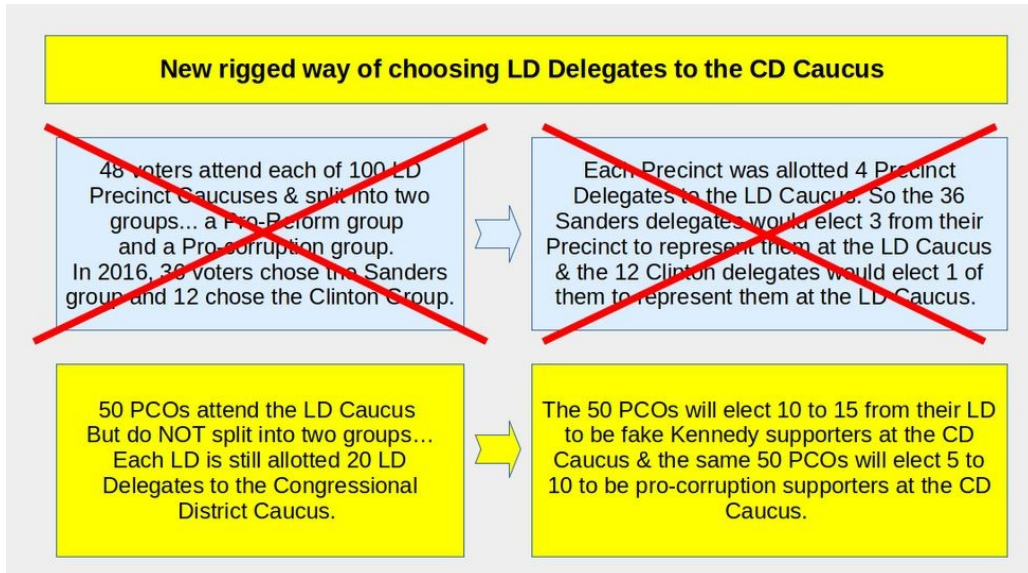 New rigged way of choosing LD Delegates to the CD Caucus
48 voters attend each of 100 LD
Precinct Caucuses & split into two
groups... a Pro-Reform group
and a Pro-corruption group.
In 2016, 36 voters chose the Sanders
group and 12 chose the Clinton Group.
Each Precinct was allotted 4 Precinct
Delegates to the LD Caucus. So the 36
Sanders delegates would elect 3 from their
Precinct to represent them at the LD Caucus
& the 12 Clinton delegates would elect 1 of
them to represent them at the LD Caucus.
50 PCOs attend the LD Caucus
But do NOT split into two groups…
Each LD is still allotted 20 LD
Delegates to the Congressional
District Caucus.
The 50 PCOs will elect 10 to 15 from their LD
to be fake Kennedy supporters at the CD
Caucus & the same 50 PCOs will elect 5 to
10 to be pro-corruption supporters at the CD
Caucus.